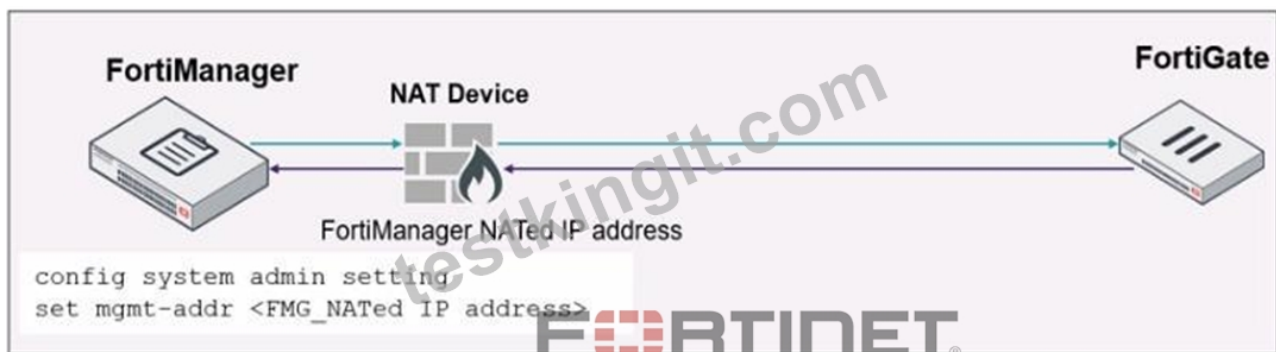 FortiManager
NAT Device
FortiGate
FortiManager NATed IP address
config system admin setting
set mgmt-addr <FMG_NATed IP address>
testkingit.com
FORTINET®